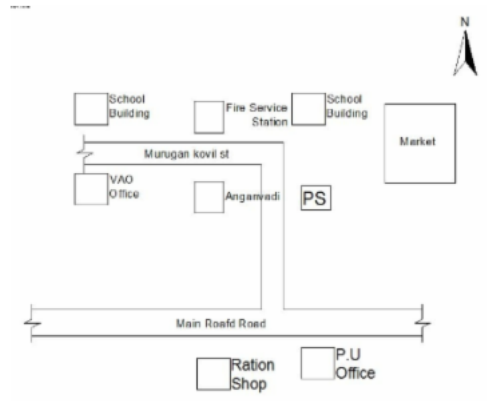 N
School
Building
Fire Service
Station
School
Building
Market
Murugan kovil st
VAO
Office
Anganvadi
PS
Main Roafd Road
Ration
Shop
P.U
Office